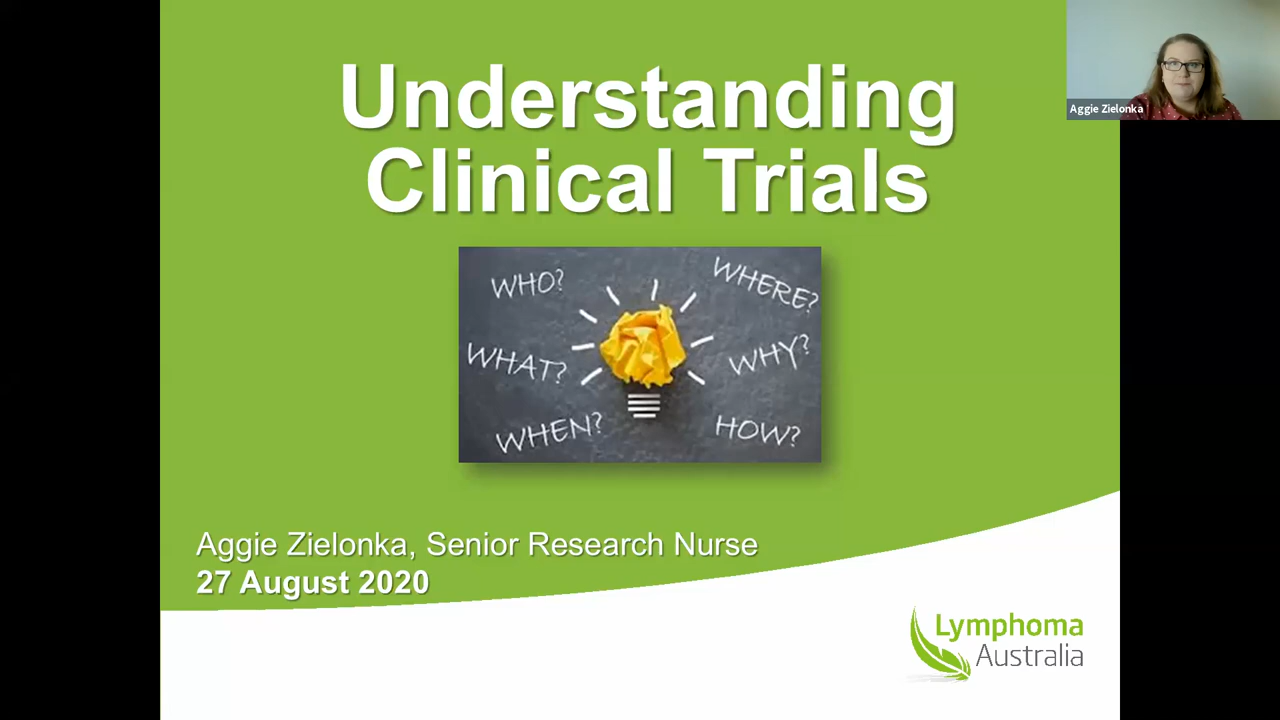 Understanding
Clinical Trials
WHO?
WHERE?
WHAT?
WHY?
WHEN?
HOW?
Aggie Zielonka, Senior Research Nurse
27 August 2020
Lymphoma
Australia
Aggie Zielonka